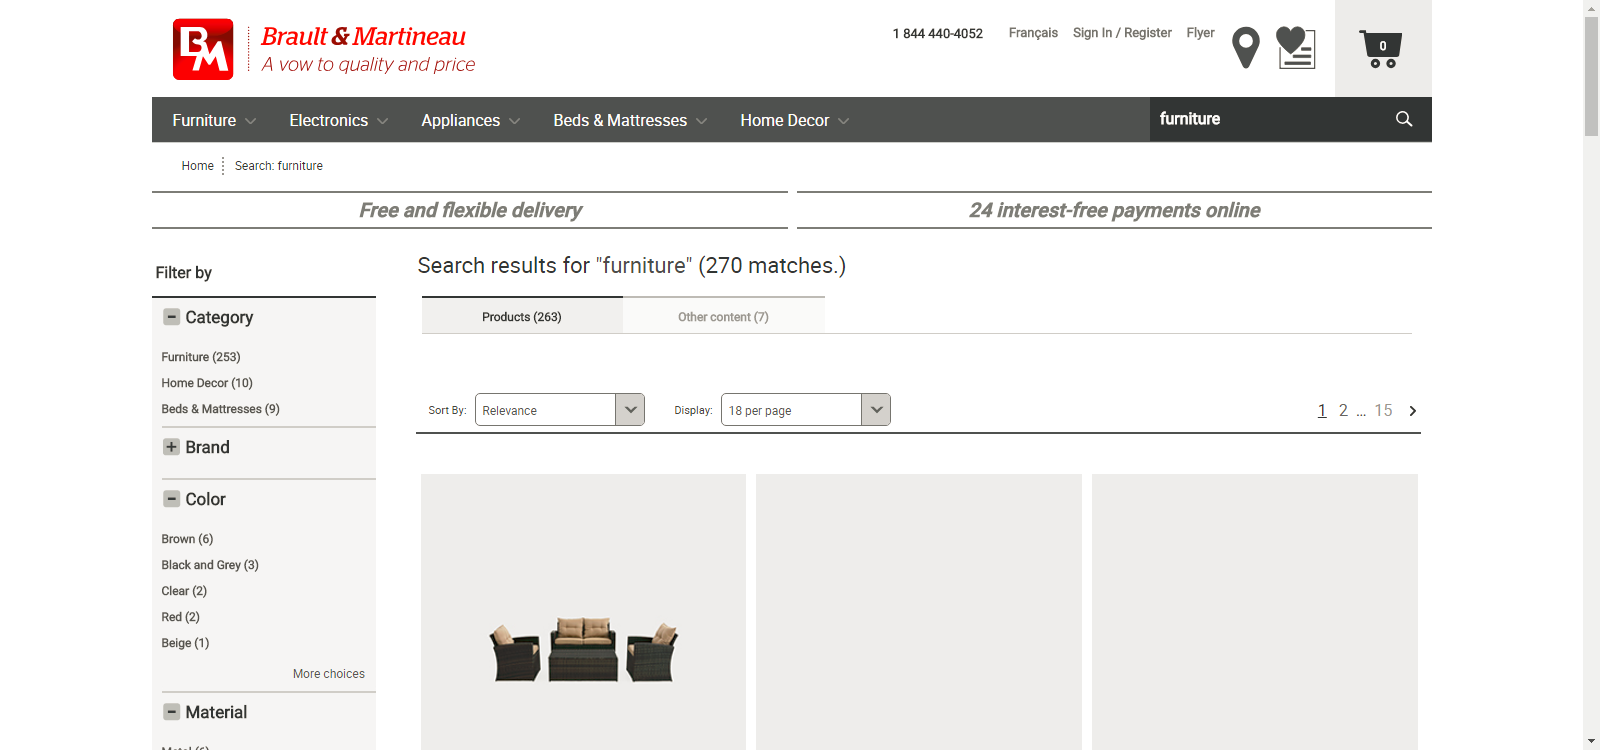 BM
Brault & Martineau
A vow to quality and price
1 844 440-4052
Français
Sign In / Register
Flyer
0
Furniture
Electronics
Appliances
Beds & Mattresses
Home Decor
furniture
Home
Search: furniture
Free and flexible delivery
24 interest-free payments online
Filter by
Category
Furniture (253)
Home Decor (10)
Beds & Mattresses (9)
Brand
Color
Brown (6)
Black and Grey (3)
Clear (2)
Red (2)
Beige (1)
More choices
Material
Metal (6)
Search results for "furniture" (270 matches.)
Products (263)
Other content (7)
Sort By:
Relevance
Display:
18 per page
1 2 ... 15